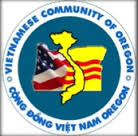 VIETNAMESE COMMUNITY OF OREGON
CỘNG ĐỒNG VIỆT NAM OREGON